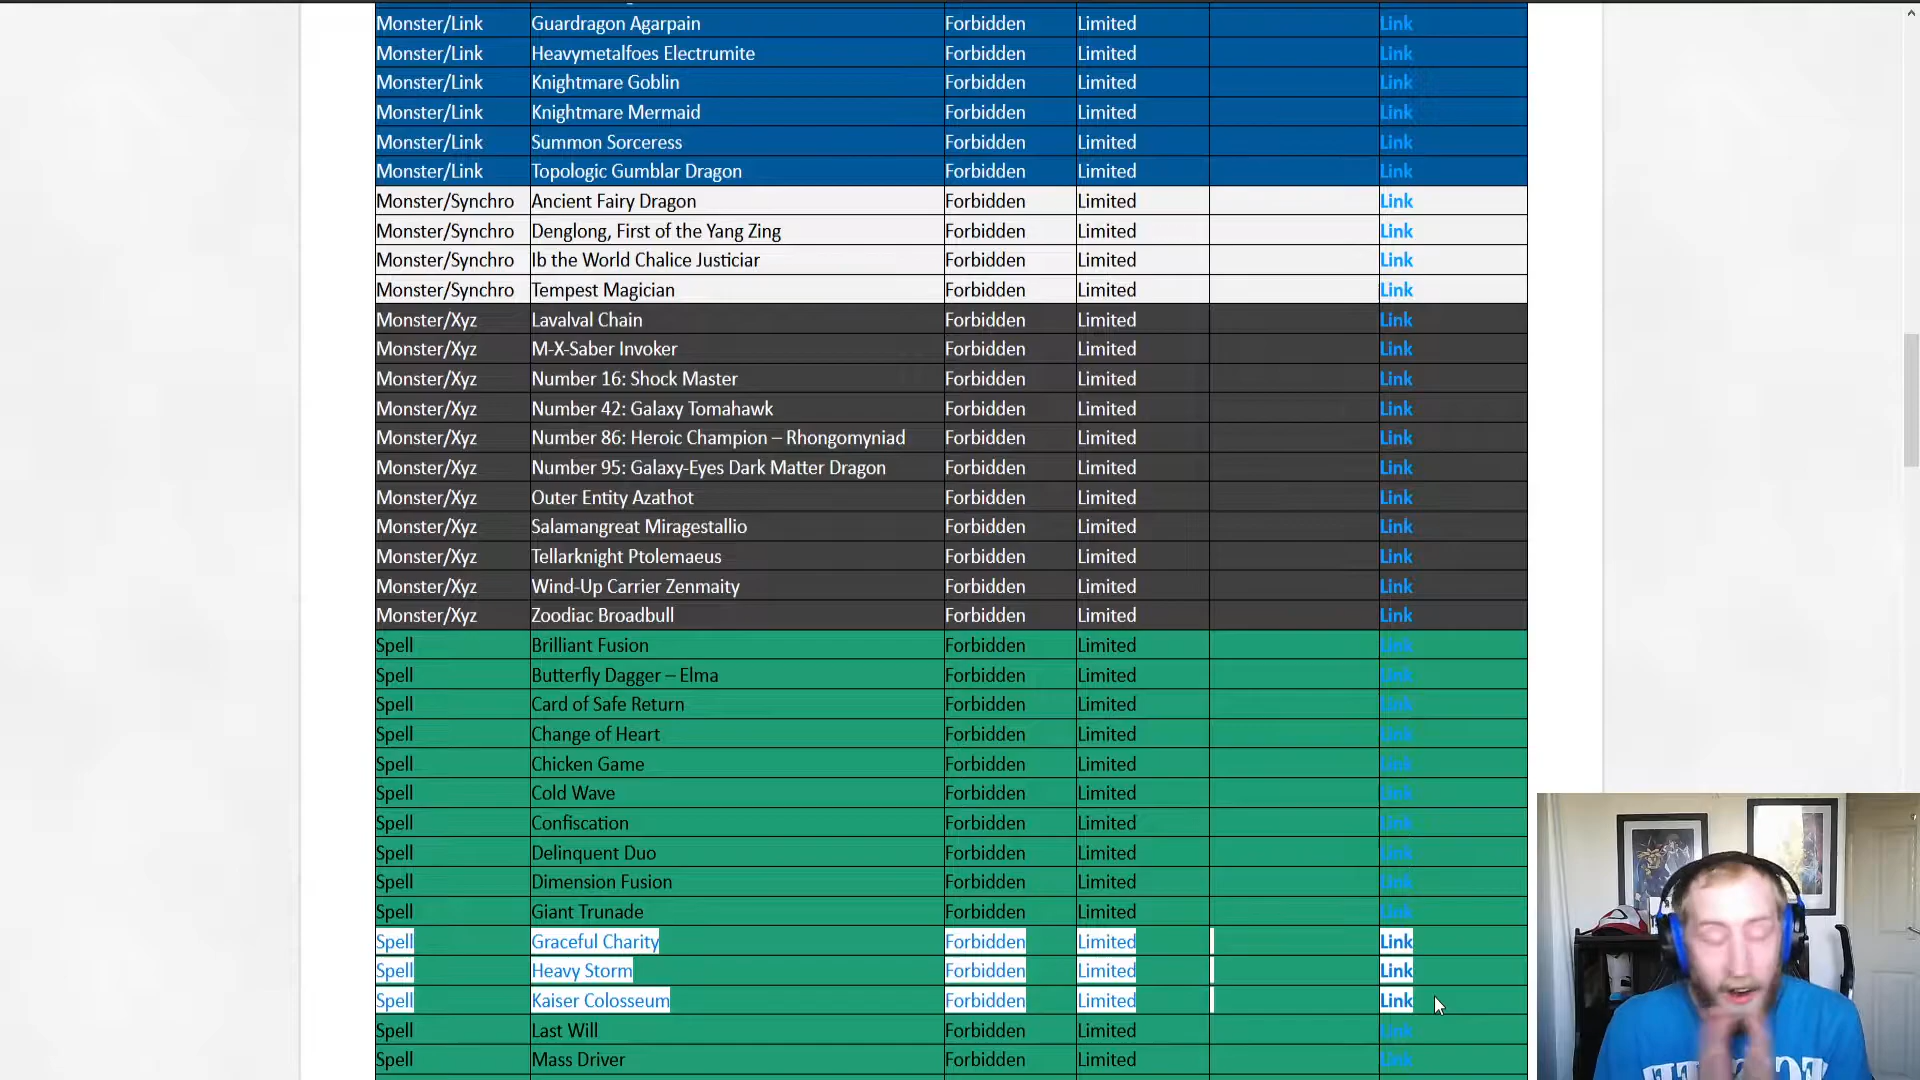 Monster/Link Guardragon Agarpain Forbidden Limited Link
Monster/Link Heavymetalfoes Electrumite Forbidden Limited Link
Monster/Link Knightmare Goblin Forbidden Limited Link
Monster/Link Knightmare Mermaid Forbidden Limited Link
Monster/Link Summon Sorceress Forbidden Limited Link
Monster/Link Topologic Gumblar Dragon Forbidden Limited Link
Monster/Synchro Ancient Fairy Dragon Forbidden Limited Link
Monster/Synchro Denglong, First of the Yang Zing Forbidden Limited Link
Monster/Synchro Ib the World Chalice Justiciar Forbidden Limited Link
Monster/Synchro Tempest Magician Forbidden Limited Link
Monster/Xyz Lavalval Chain Forbidden Limited Link
Monster/Xyz M-X-Saber Invoker Forbidden Limited Link
Monster/Xyz Number 16: Shock Master Forbidden Limited Link
Monster/Xyz Number 42: Galaxy Tomahawk Forbidden Limited Link
Monster/Xyz Number 86: Heroic Champion – Rhongomyniad Forbidden Limited Link
Monster/Xyz Number 95: Galaxy-Eyes Dark Matter Dragon Forbidden Limited Link
Monster/Xyz Outer Entity Azathot Forbidden Limited Link
Monster/Xyz Salamangreat Miragestallio Forbidden Limited Link
Monster/Xyz Tellarknight Ptolemaeus Forbidden Limited Link
Monster/Xyz Wind-Up Carrier Zenmaity Forbidden Limited Link
Monster/Xyz Zoodiac Broadbull Forbidden Limited Link
Spell Brilliant Fusion Forbidden Limited Link
Spell Butterfly Dagger – Elma Forbidden Limited Link
Spell Card of Safe Return Forbidden Limited Link
Spell Change of Heart Forbidden Limited Link
Spell Chicken Game Forbidden Limited Link
Spell Cold Wave Forbidden Limited Link
Spell Confiscation Forbidden Limited Link
Spell Delinquent Duo Forbidden Limited Link
Spell Dimension Fusion Forbidden Limited Link
Spell Giant Trunade Forbidden Limited Link
Spell Graceful Charity Forbidden Limited Link
Spell Heavy Storm Forbidden Limited Link
Spell Kaiser Colosseum Forbidden Limited Link
Spell Last Will Forbidden Limited Link
Spell Mass Driver Forbidden Limited Link